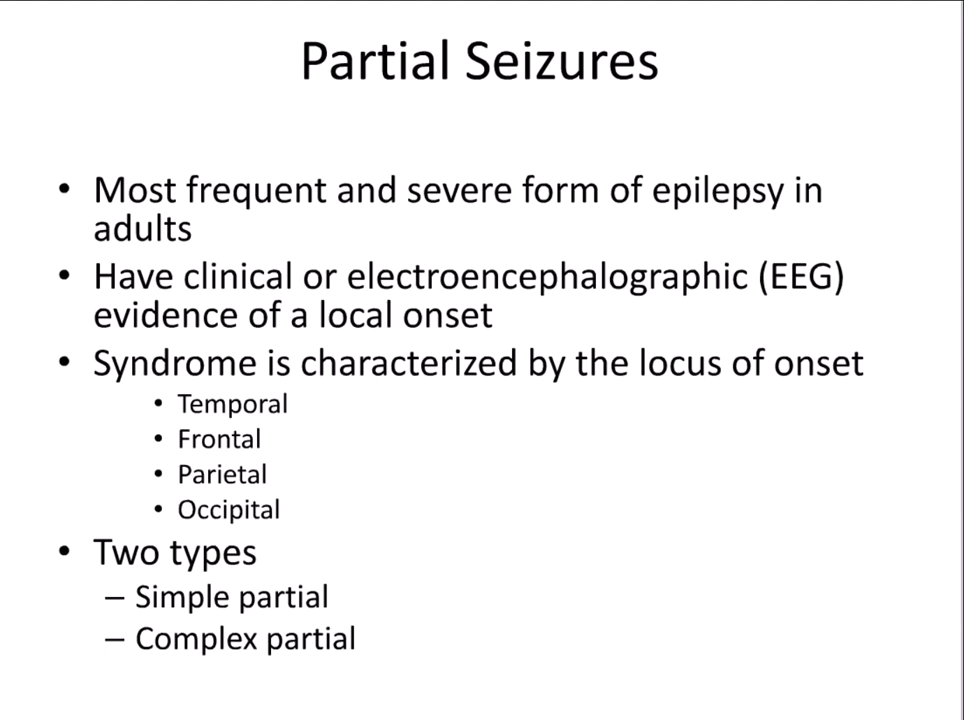 Partial Seizures
• Most frequent and severe form of epilepsy in
adults
• Have clinical or electroencephalographic (EEG)
evidence of a local onset
• Syndrome is characterized by the locus of onset
• Temporal
• Frontal
• Parietal
• Occipital
• Two types
– Simple partial
– Complex partial